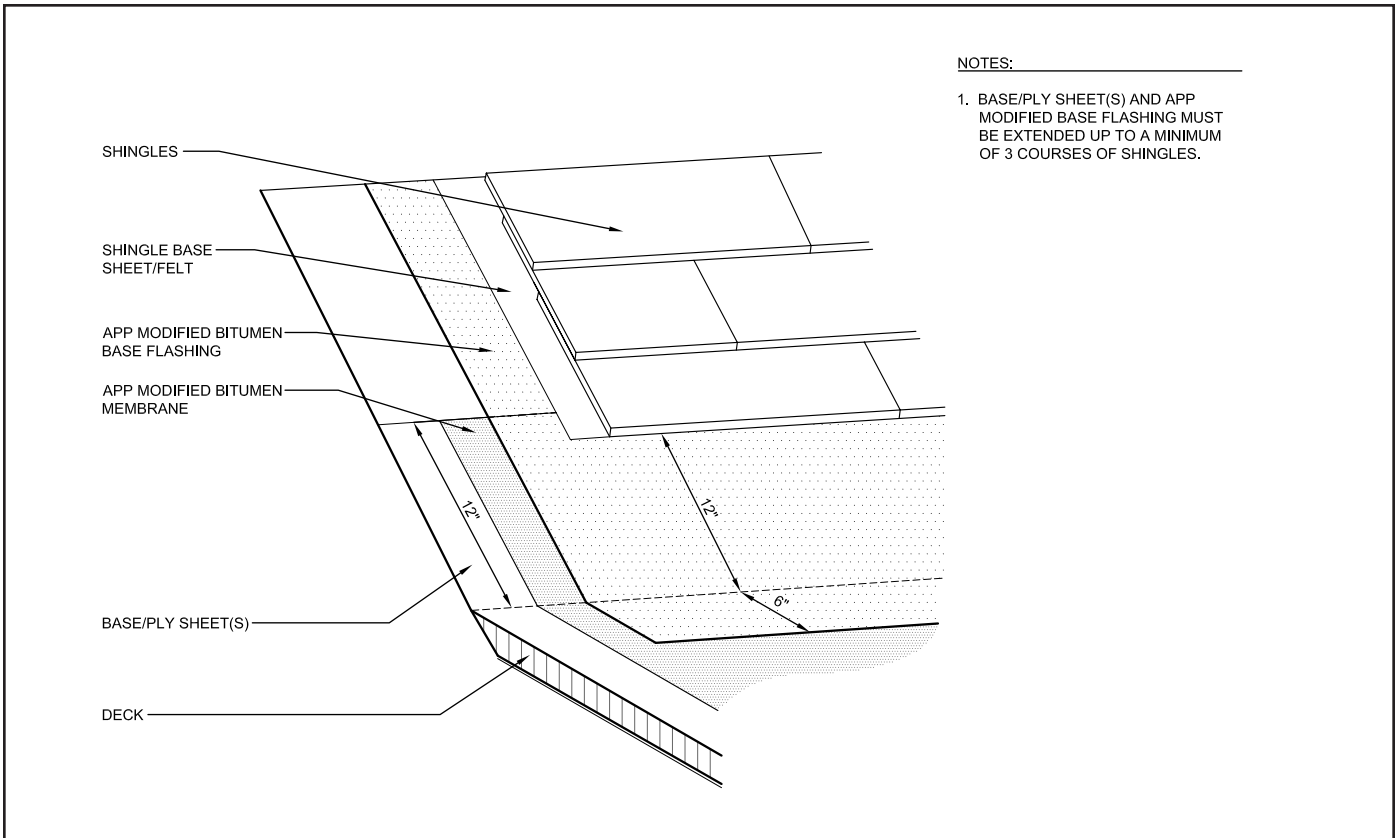 NOTES:
1. BASE/PLY SHEET(S) AND APP
MODIFIED BASE FLASHING MUST
BE EXTENDED UP TO A MINIMUM
OF 3 COURSES OF SHINGLES.
SHINGLES
SHINGLE BASE
SHEET/FELT
APP MODIFIED BITUMEN
BASE FLASHING
APP MODIFIED BITUMEN
MEMBRANE
12"
12"
6"
BASE/PLY SHEET(S)
DECK